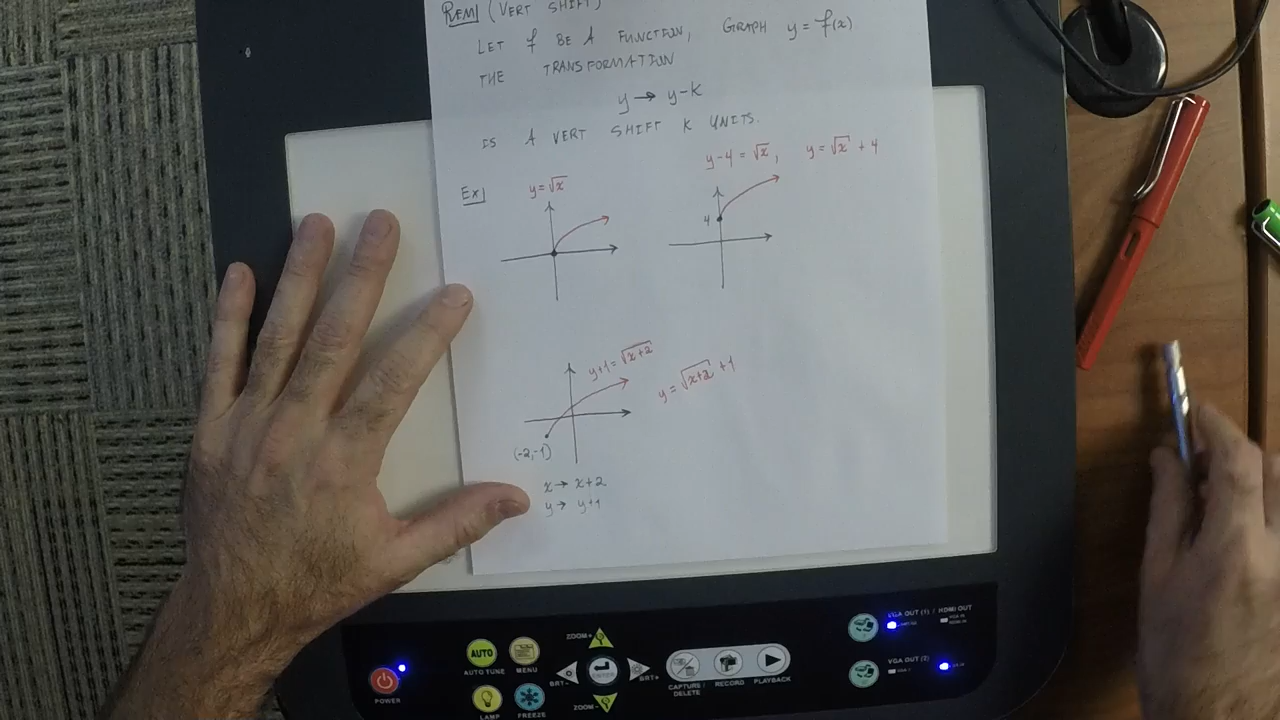 REM (VERT SHIFT)
LET f BE A FUNCTION, GRAPH y = f(x)
THE TRANSFORMATION
y → y-k
IS A VERT SHIFT K UNITS.
y-4 = √x, y = √x + 4
Ex y = √x
4
y+1 = √x+2
y = √x+2 + 1
(-2,-1)
x → x+2
y → y+1
ZOOM+
AUTO
AUTO TUNE
MENU
BRT-
BRT+
CAPTURE/
DELETE
RECORD
PLAYBACK
POWER
LAMP
FREEZE
ZOOM-
VGA OUT (1) / HDMI OUT
VGA OUT (2)